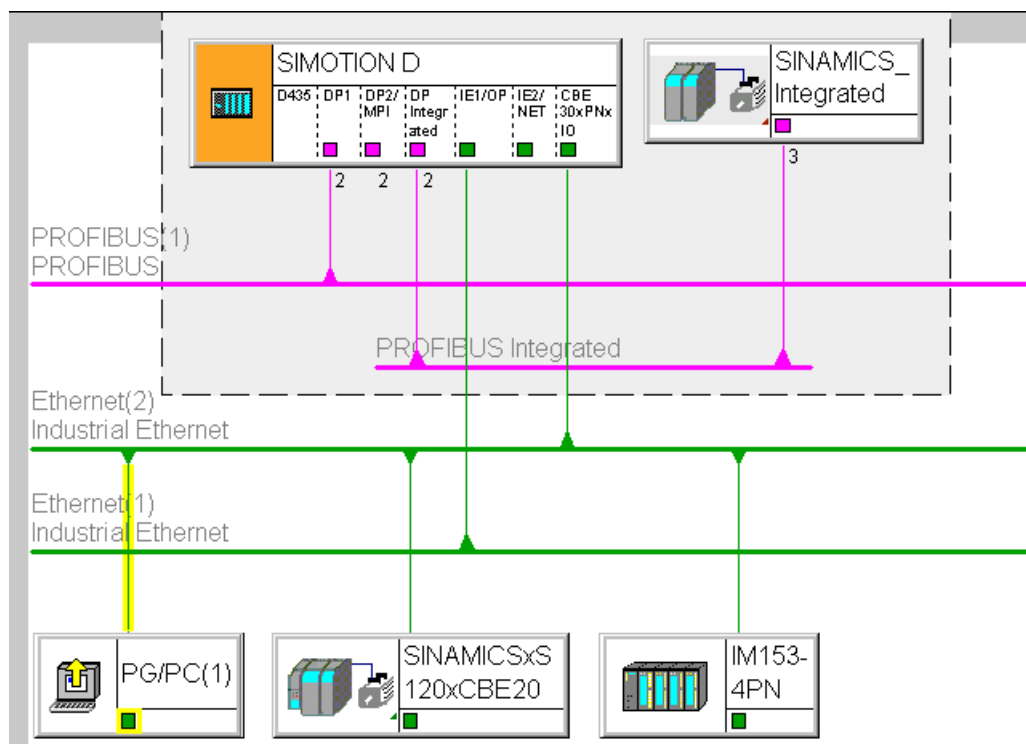 SIMOTION D
D435
DP1
DP2/
MPI
DP
Integr
ated
IE1/OP
IE2/
NET
CBE
30xPNx
IO
2
2
2
SINAMICS_
Integrated
3
PROFIBUS(1)
PROFIBUS
PROFIBUS Integrated
Ethernet(2)
Industrial Ethernet
Ethernet(1)
Industrial Ethernet
PG/PC(1)
SINAMICSxS
120xCBE20
IM153-
4PN